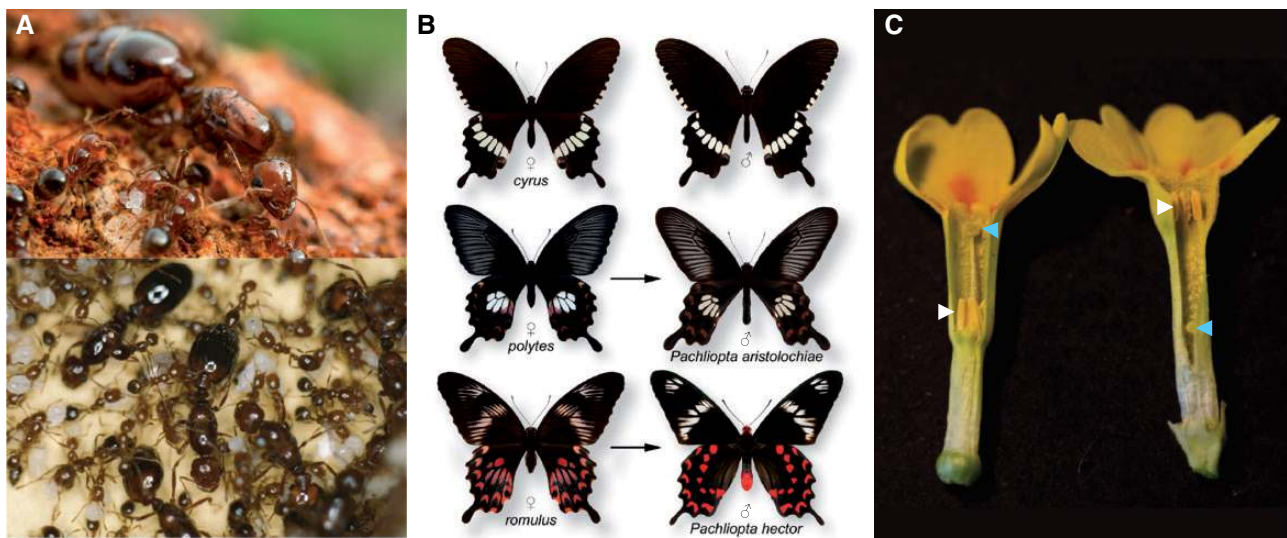 A
B
C
♀
cyrus
♂
♀
polytes
♂
Pachliopta aristolochiae
♀
romulus
♂
Pachliopta hector